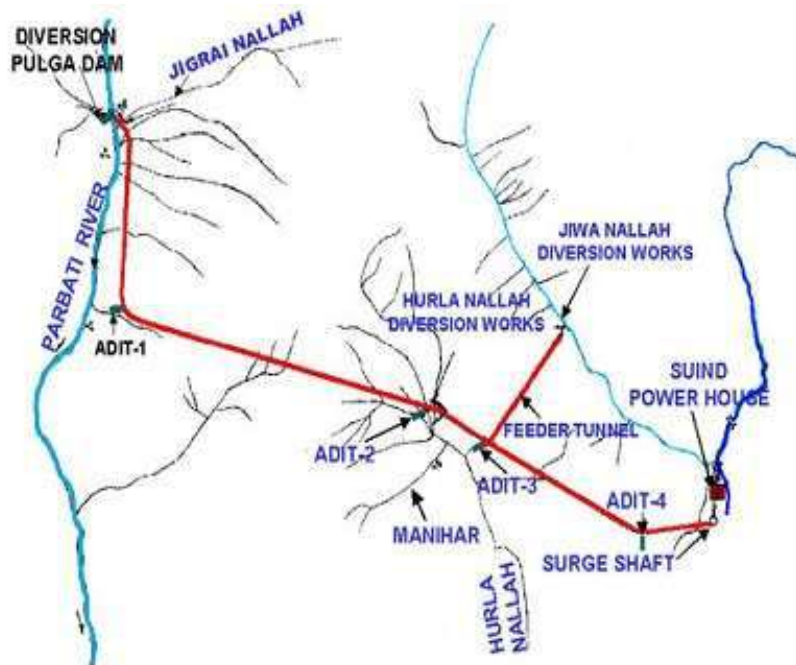 DIVERSION
PULGA DAM
JIGRAI NALLAH
PARBATI RIVER
ADIT-1
JIWA NALLAH
DIVERSION WORKS
HURLA NALLAH
DIVERSION WORKS
SUIND
POWER HOUSE
FEEDER TUNNEL
ADIT-2
ADIT-3
ADIT-4
MANIHAR
SURGE SHAFT
HURLA
NALLAH